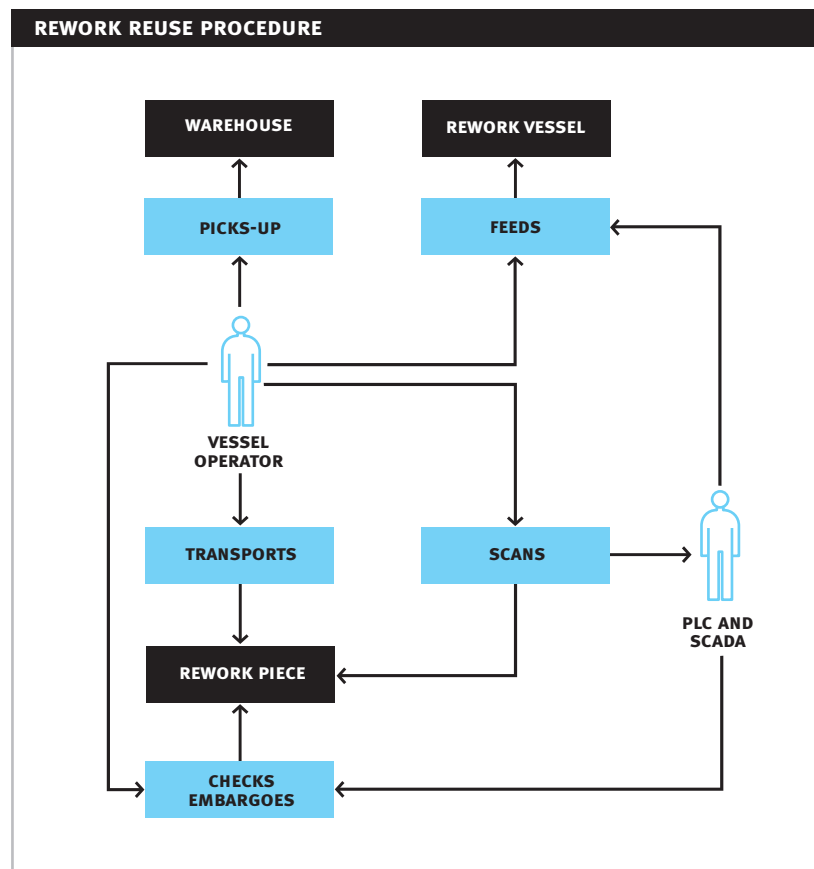 REWORK REUSE PROCEDURE
WAREHOUSE
REWORK VESSEL
PICKS-UP
FEEDS
VESSEL
OPERATOR
TRANSPORTS
SCANS
PLC AND
SCADA
REWORK PIECE
CHECKS
EMBARGOES